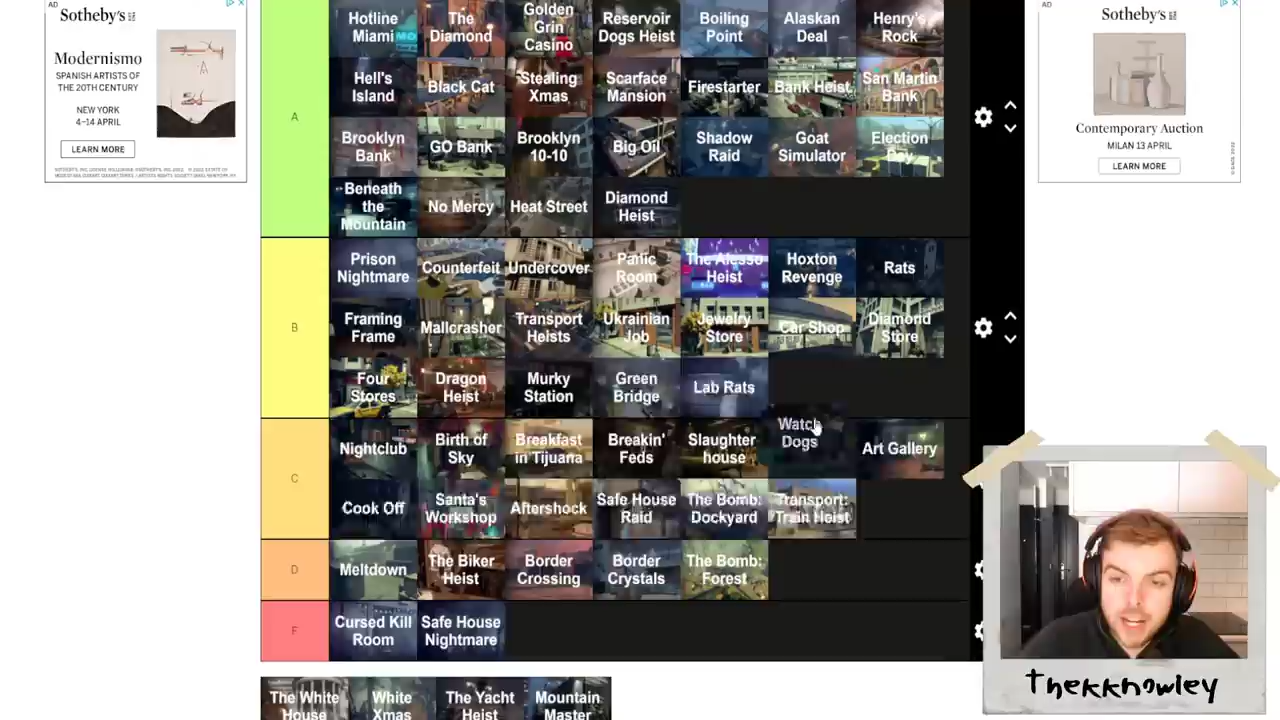 AD
Sotheby's
Modernismo
SPANISH ARTISTS OF
THE 20TH CENTURY
NEW YORK
4–14 APRIL
LEARN MORE
A
Hotline Miami
The Diamond
Golden Grin Casino
Reservoir Dogs Heist
Boiling Point
Alaskan Deal
Henry's Rock
Hell's Island
Black Cat
Stealing Xmas
Scarface Mansion
Firestarter
Bank Heist
San Martin Bank
Brooklyn Bank
GO Bank
Brooklyn 10-10
Big Oil
Shadow Raid
Goat Simulator
Election Day
Beneath the Mountain
No Mercy
Heat Street
Diamond Heist
B
Prison Nightmare
Counterfeit
Undercover
Panic Room
The Alesso Heist
Hoxton Revenge
Rats
Framing Frame
Mallcrasher
Transport Heists
Ukrainian Job
Jewelry Store
Car Shop
Diamond Store
Four Stores
Dragon Heist
Murky Station
Green Bridge
Lab Rats
C
Nightclub
Birth of Sky
Breakfast in Tijuana
Breakin' Feds
Slaughter house
Watch Dogs
Art Gallery
Cook Off
Santa's Workshop
Aftershock
Safe House Raid
The Bomb: Dockyard
Transport: Train Heist
D
Meltdown
The Biker Heist
Border Crossing
Border Crystals
The Bomb: Forest
F
Cursed Kill Room
Safe House Nightmare
The White House
White Xmas
The Yacht Heist
Mountain Master
AD
Sotheby's
Contemporary Auction
MILAN 13 APRIL
LEARN MORE
Thekknowley